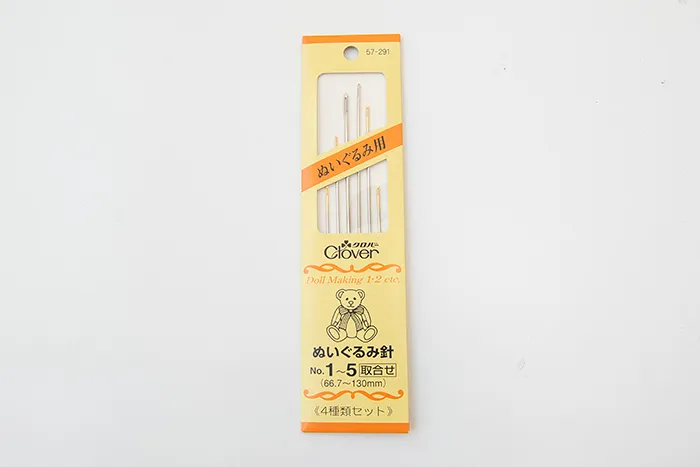 57-291
ぬいぐるみ用
クロバー
Clover
Doll Making 1・2 etc.
ぬいぐるみ針
No.1~5 取合せ
(66.7~130mm)
《4種類セット》